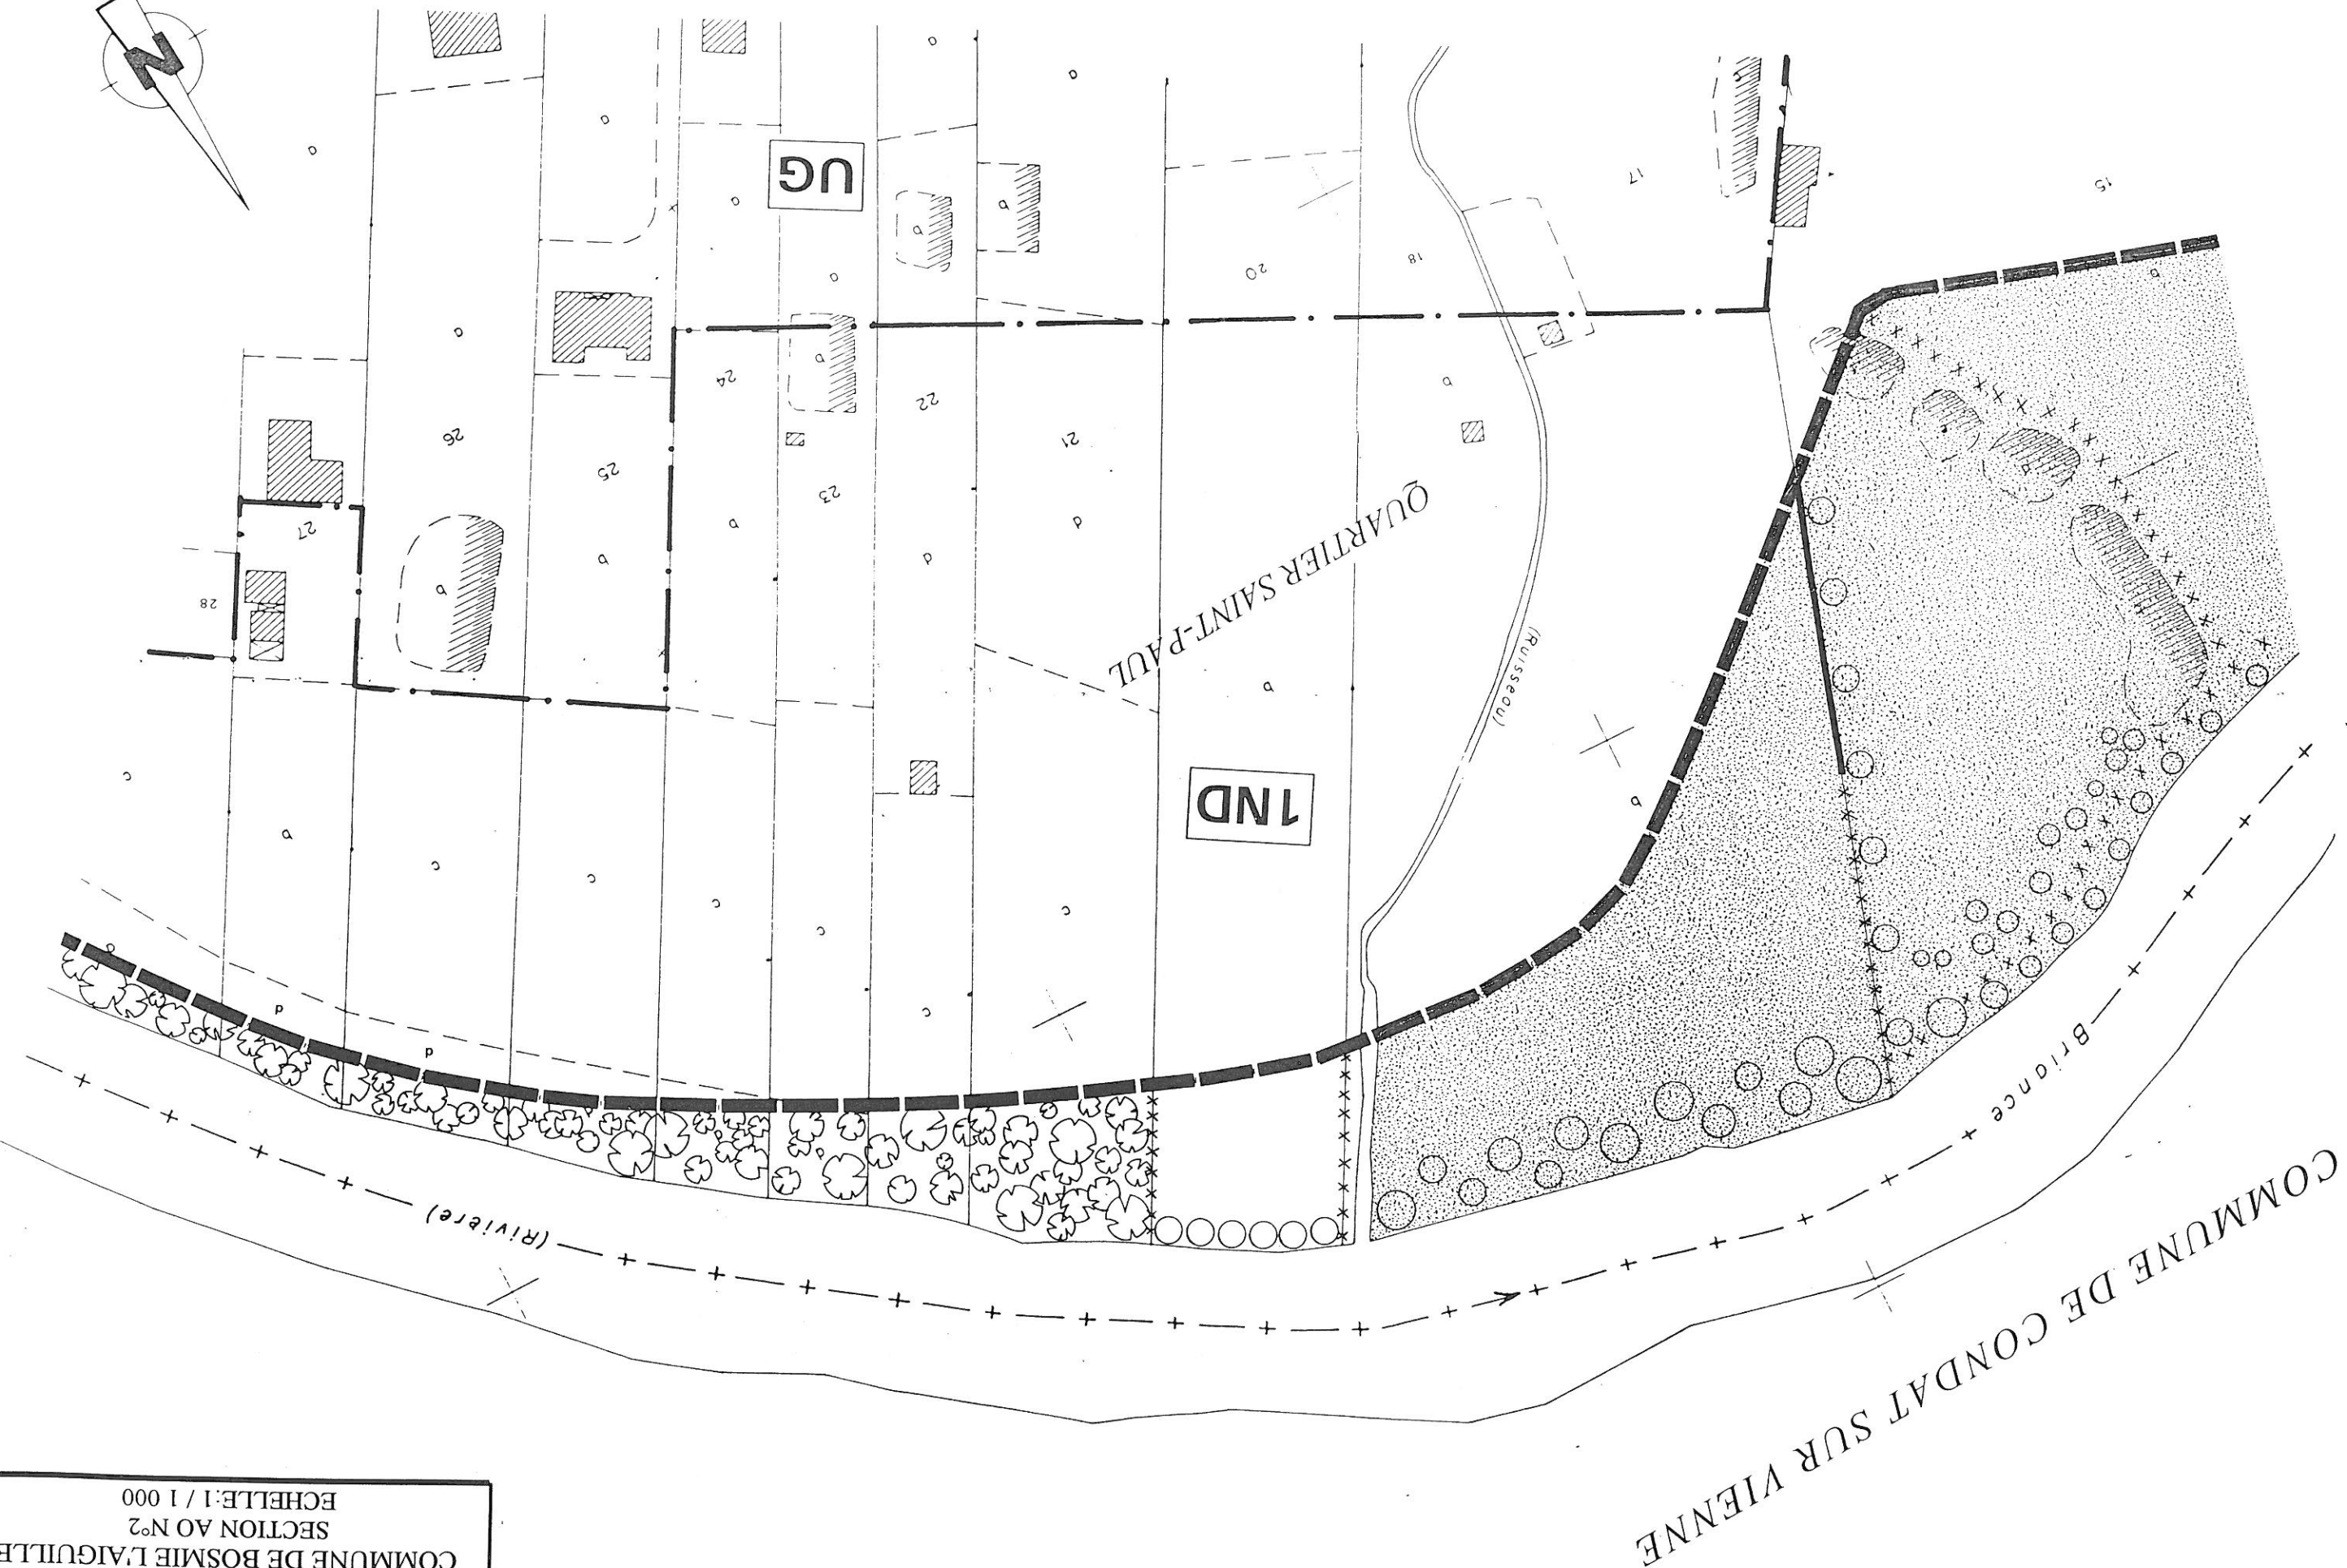 COMMUNE DE BOSMIE L'AIGUILLE
SECTION AO N°2
ECHELLE:1 / 1 000
COMMUNE DE CONDAT SUR VIENNE
(Rivière)
Briance
c
c
c
c
c
c
c
1ND
(Ruisseau)
QUARTIER SAINT-PAUL
28
27
23
25
21
26
22
24
20
18
15
17
UG
N